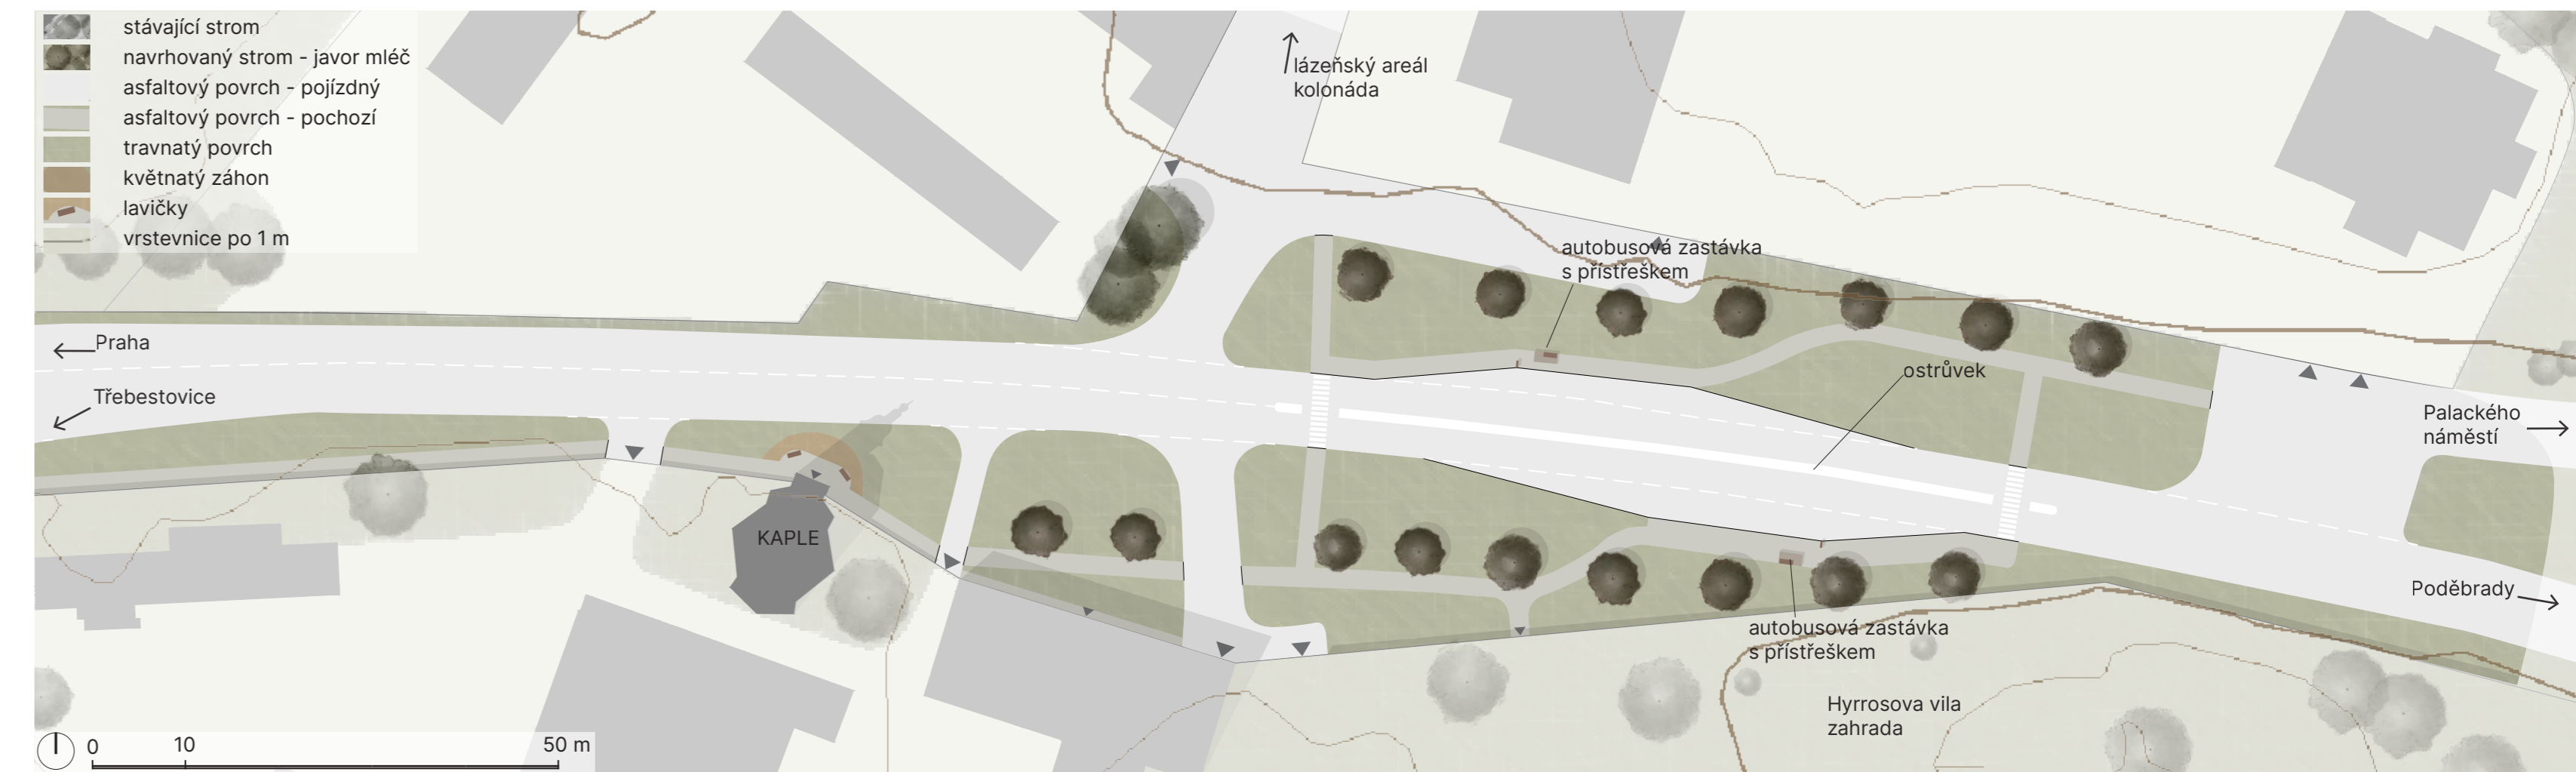 stávající strom
navrhovaný strom - javor mléč
asfaltový povrch - pojízdný
asfaltový povrch - pochozí
travnatý povrch
květnatý záhon
lavičky
vrstevnice po 1 m
lázeňský areál
kolonáda
autobusová zastávka
s přístřeškem
Praha
Třebestovice
ostrůvek
Palackého
náměstí
KAPLE
Poděbrady
autobusová zastávka
s přístřeškem
Hyrrosova vila
zahrada
0 10 50 m